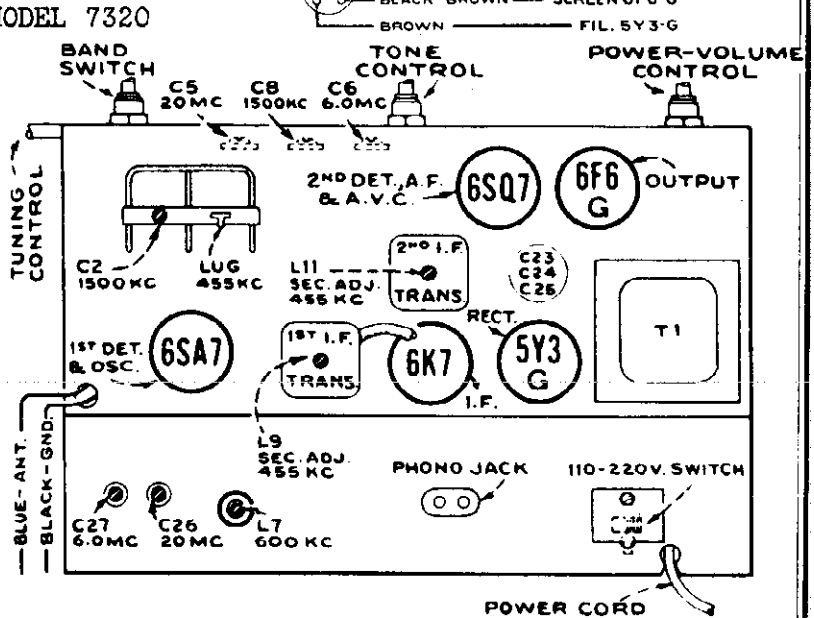 BLACK-BROWN
MODEL 7320
BROWN
FIL. 5Y3-G
BAND
SWITCH
TONE
CONTROL
POWER-VOLUME
CONTROL
C5
20MC
C8
1500KC
C6
6.0MC
TUNING
CONTROL
2ND DET., A.F.
& A.V.C.
6SQ7
6F6
G
OUTPUT
C2
1500KC
LUG
455KC
L11
SEC. ADJ.
455 KC
2ND I.F.
TRANS.
C23
C24
C25
T1
1ST DET.
& OSC.
6SA7
1ST I.F.
TRANS.
6K7
I.F.
RECT.
5Y3
G
BLUE-ANT.
BLACK-GND.
L9
SEC. ADJ.
455 KC
PHONO JACK
110-220V. SWITCH
C27
6.0MC
C26
20MC
L7
600 KC
POWER CORD